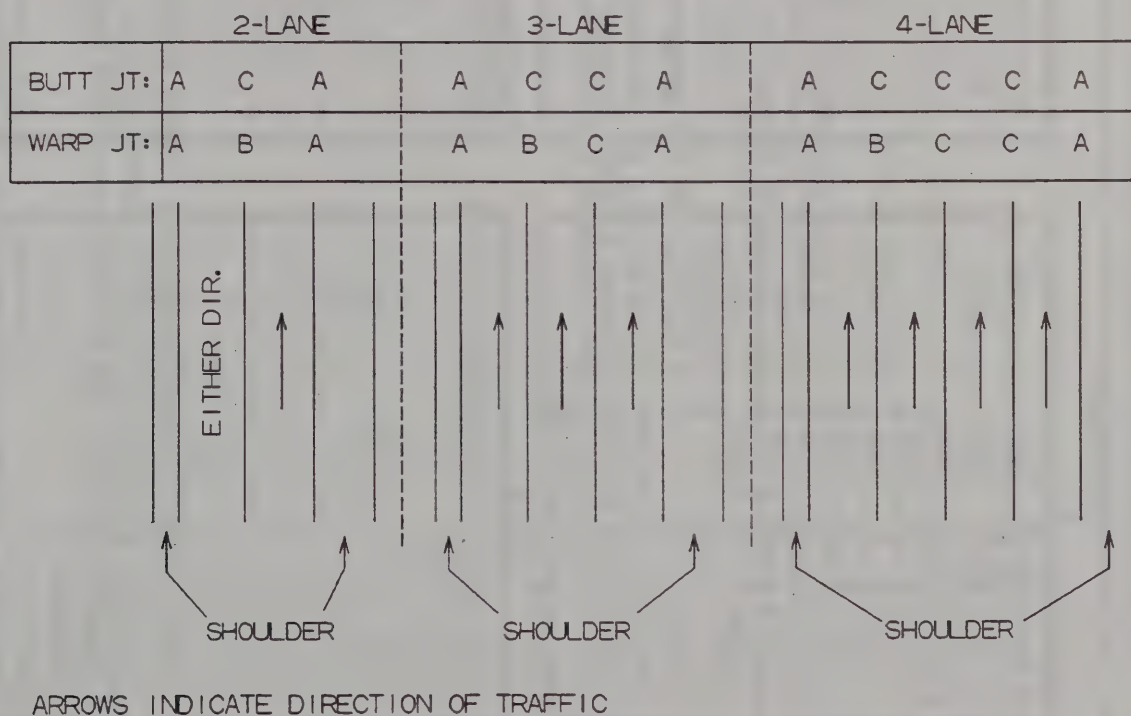 2-LANE 3-LANE 4-LANE
BUTT JT: A C A A C C A A C C C A
WARP JT: A B A A B C A A B C C A
EITHER DIR.
SHOULDER SHOULDER SHOULDER
ARROWS INDICATE DIRECTION OF TRAFFIC